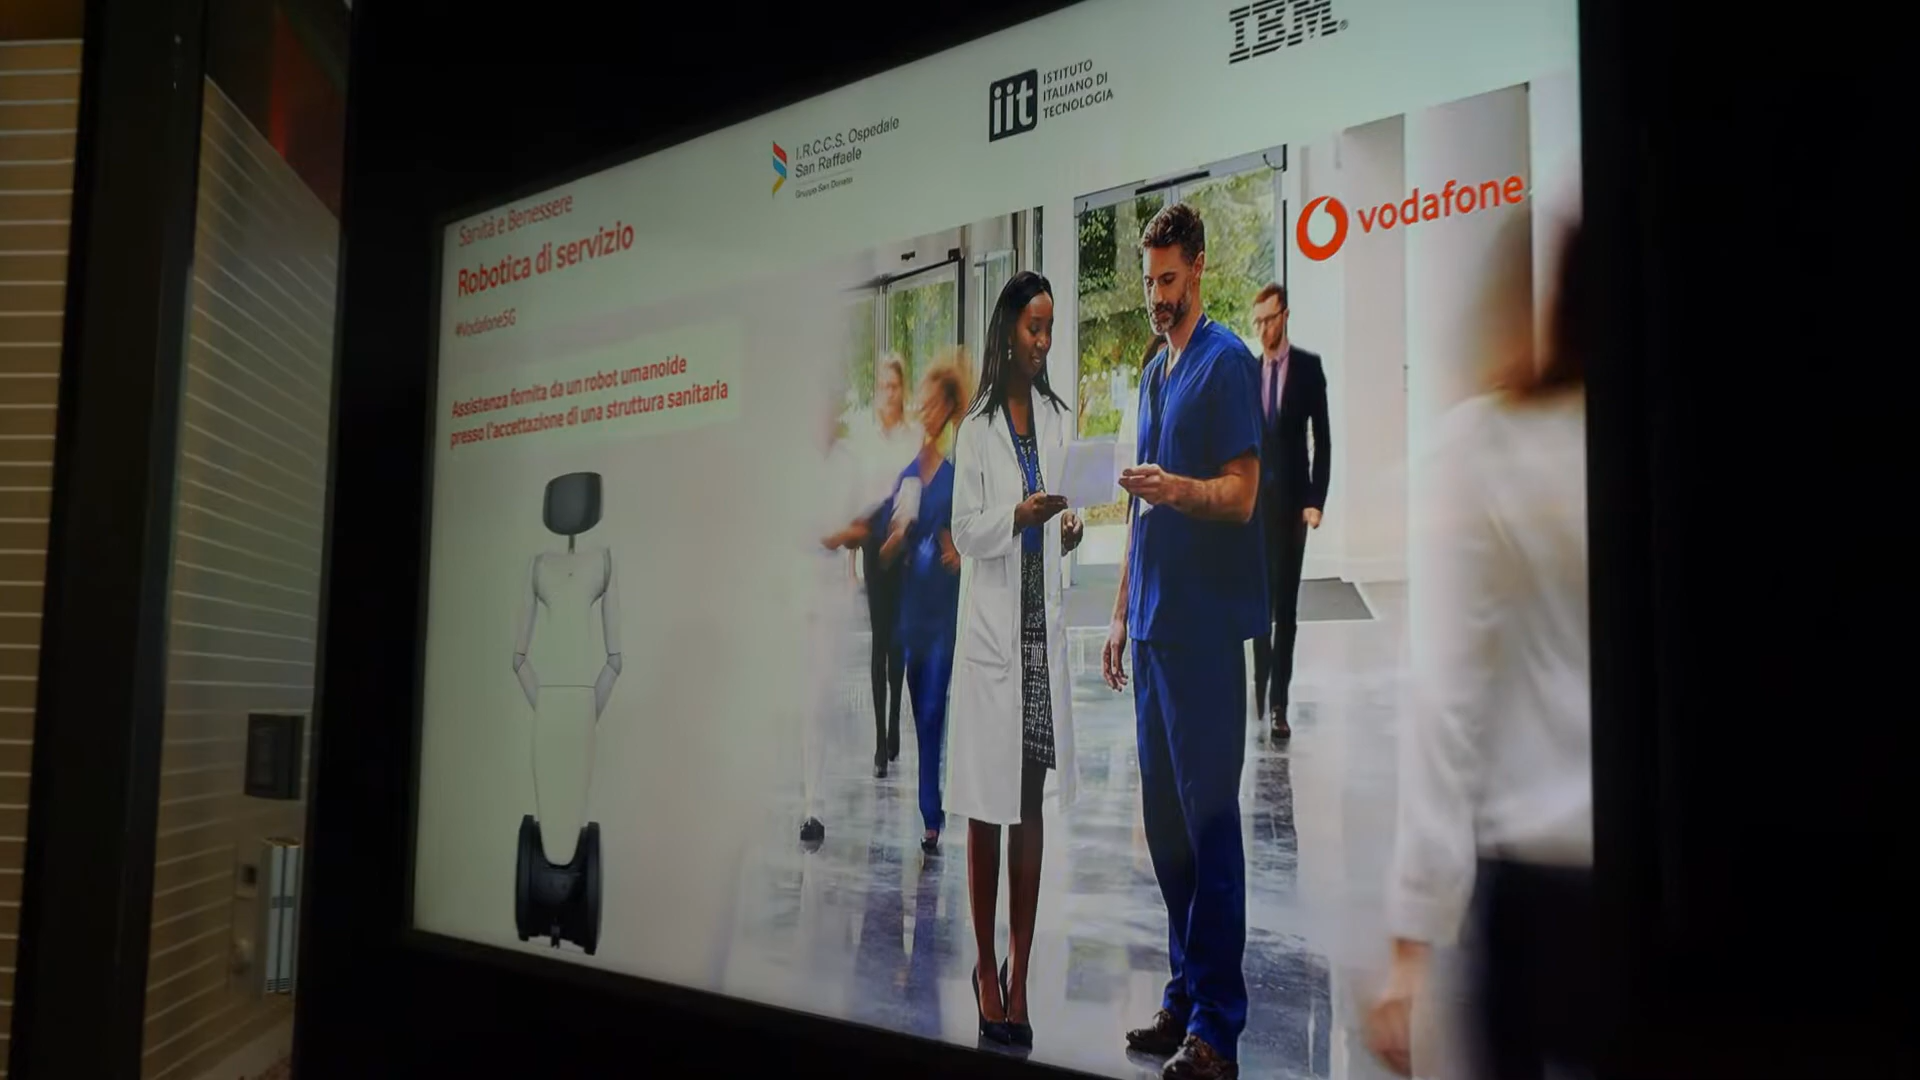 IBM
iit ISTITUTO
ITALIANO DI
TECNOLOGIA
I.R.C.C.S. Ospedale
San Raffaele
Gruppo San Donato
vodafone
Sanità e Benessere
Robotica di servizio
#Vodafone5G
Assistenza fornita da un robot umanoide
presso l'accettazione di una struttura sanitaria